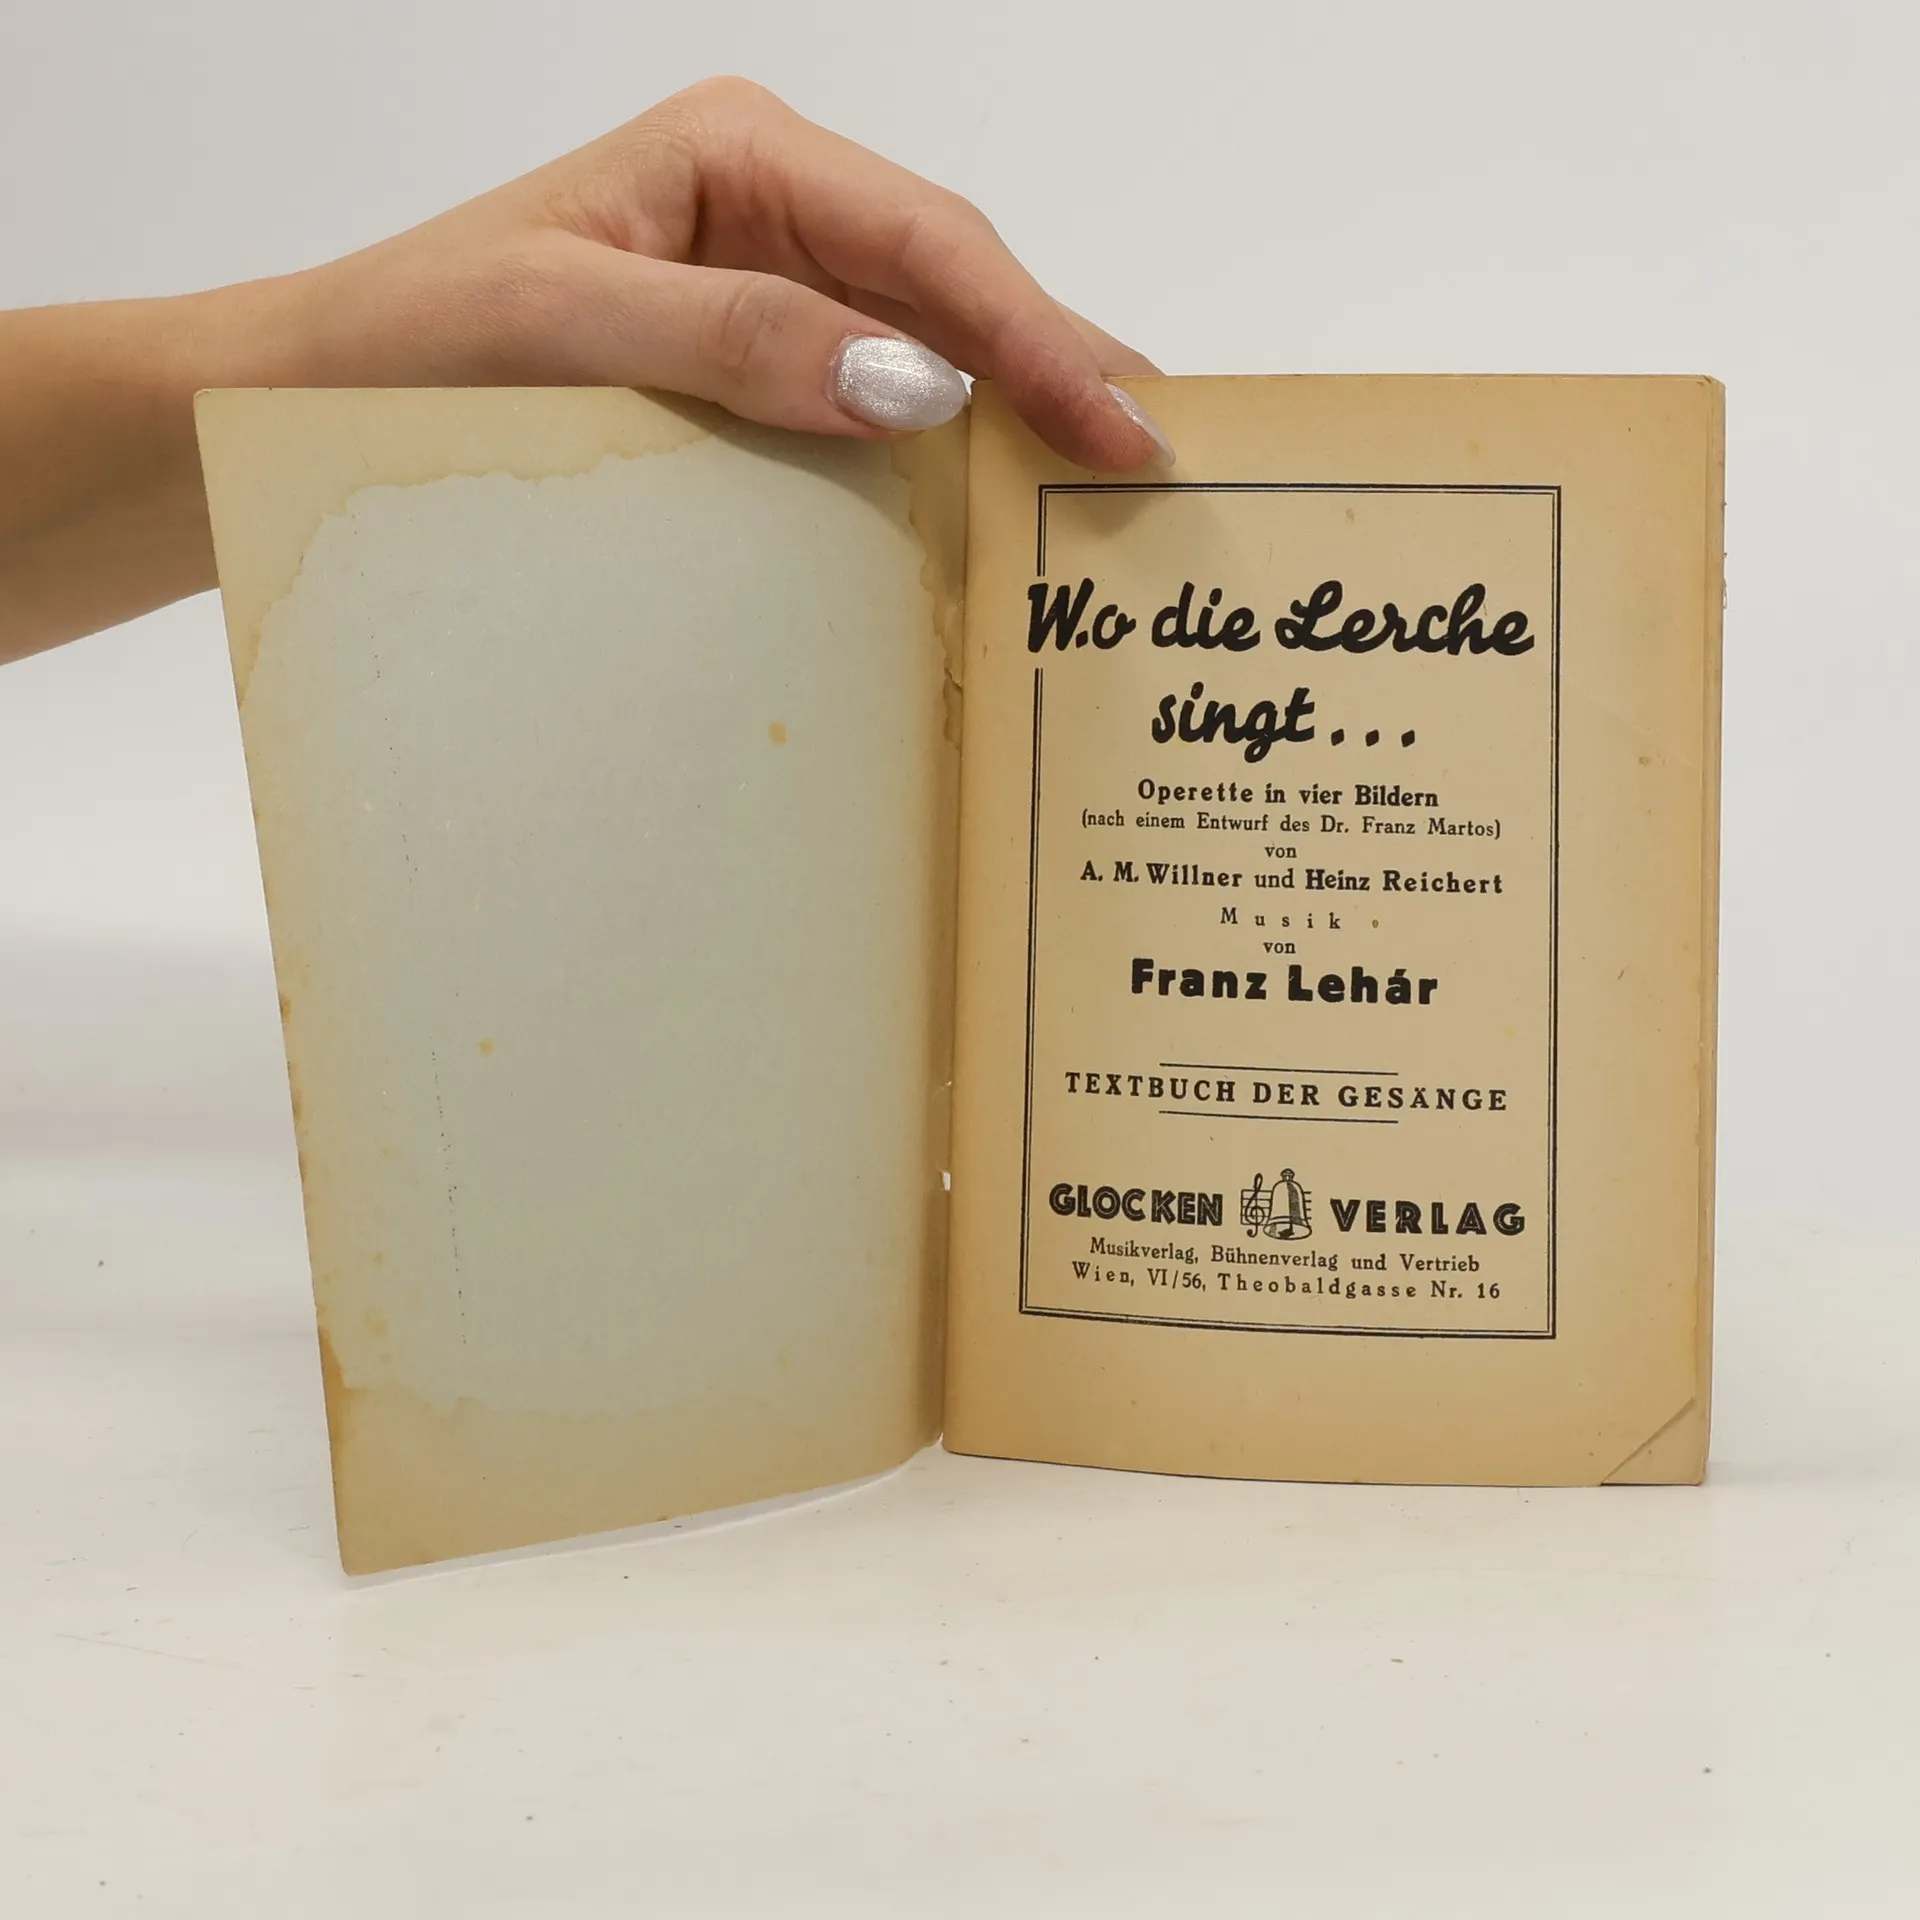 Wo die Lerche
singt...
Operette in vier Bildern
(nach einem Entwurf des Dr. Franz Martos)
von
A. M. Willner und Heinz Reichert
Musik
von
Franz Lehár
TEXTBUCH DER GESÄNGE
GLOCKEN VERLAG
Musikverlag, Bühnenverlag und Vertrieb
Wien, VI/56, Theobaldgasse Nr. 16